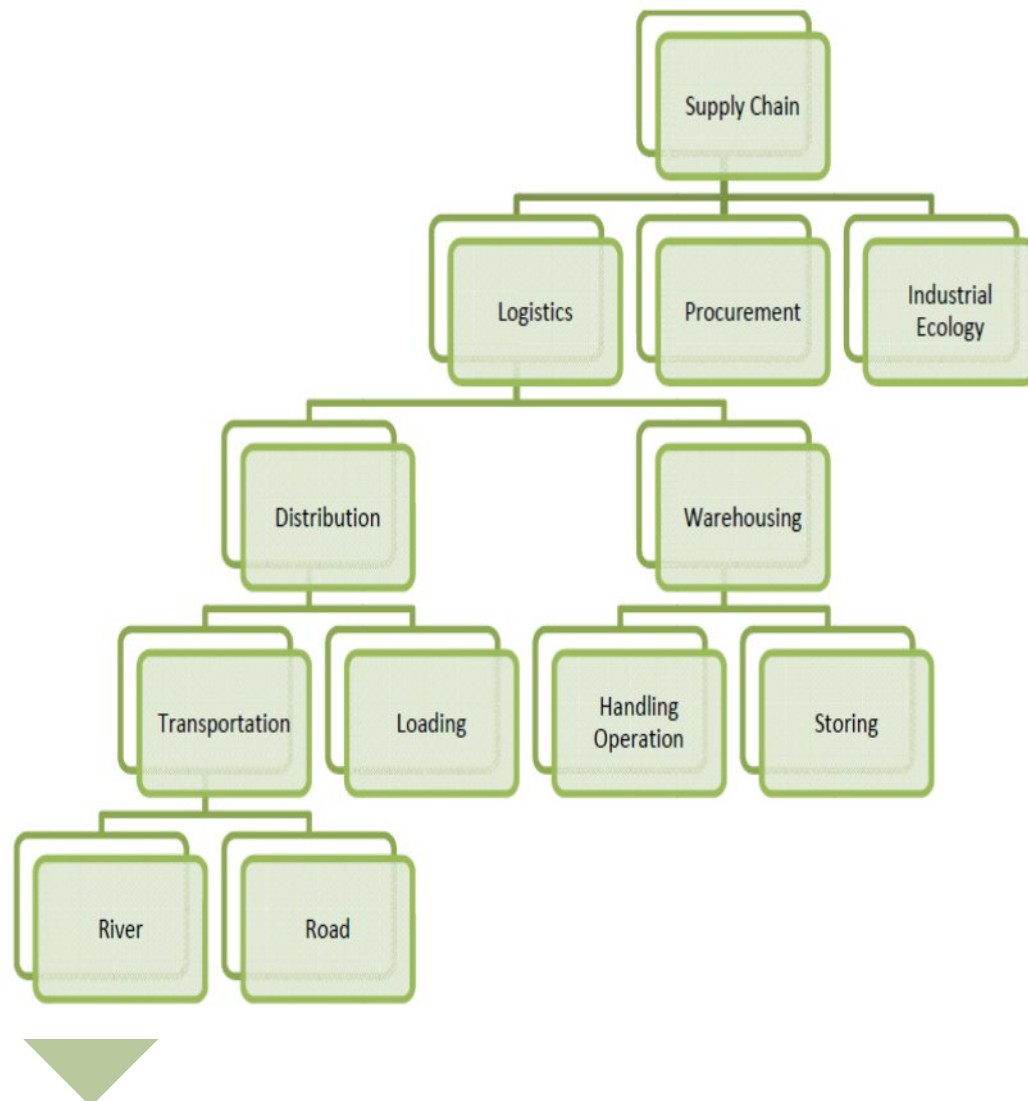 Supply Chain
Logistics
Procurement
Industrial
Ecology
Distribution
Warehousing
Transportation
Loading
Handling
Operation
Storing
River
Road